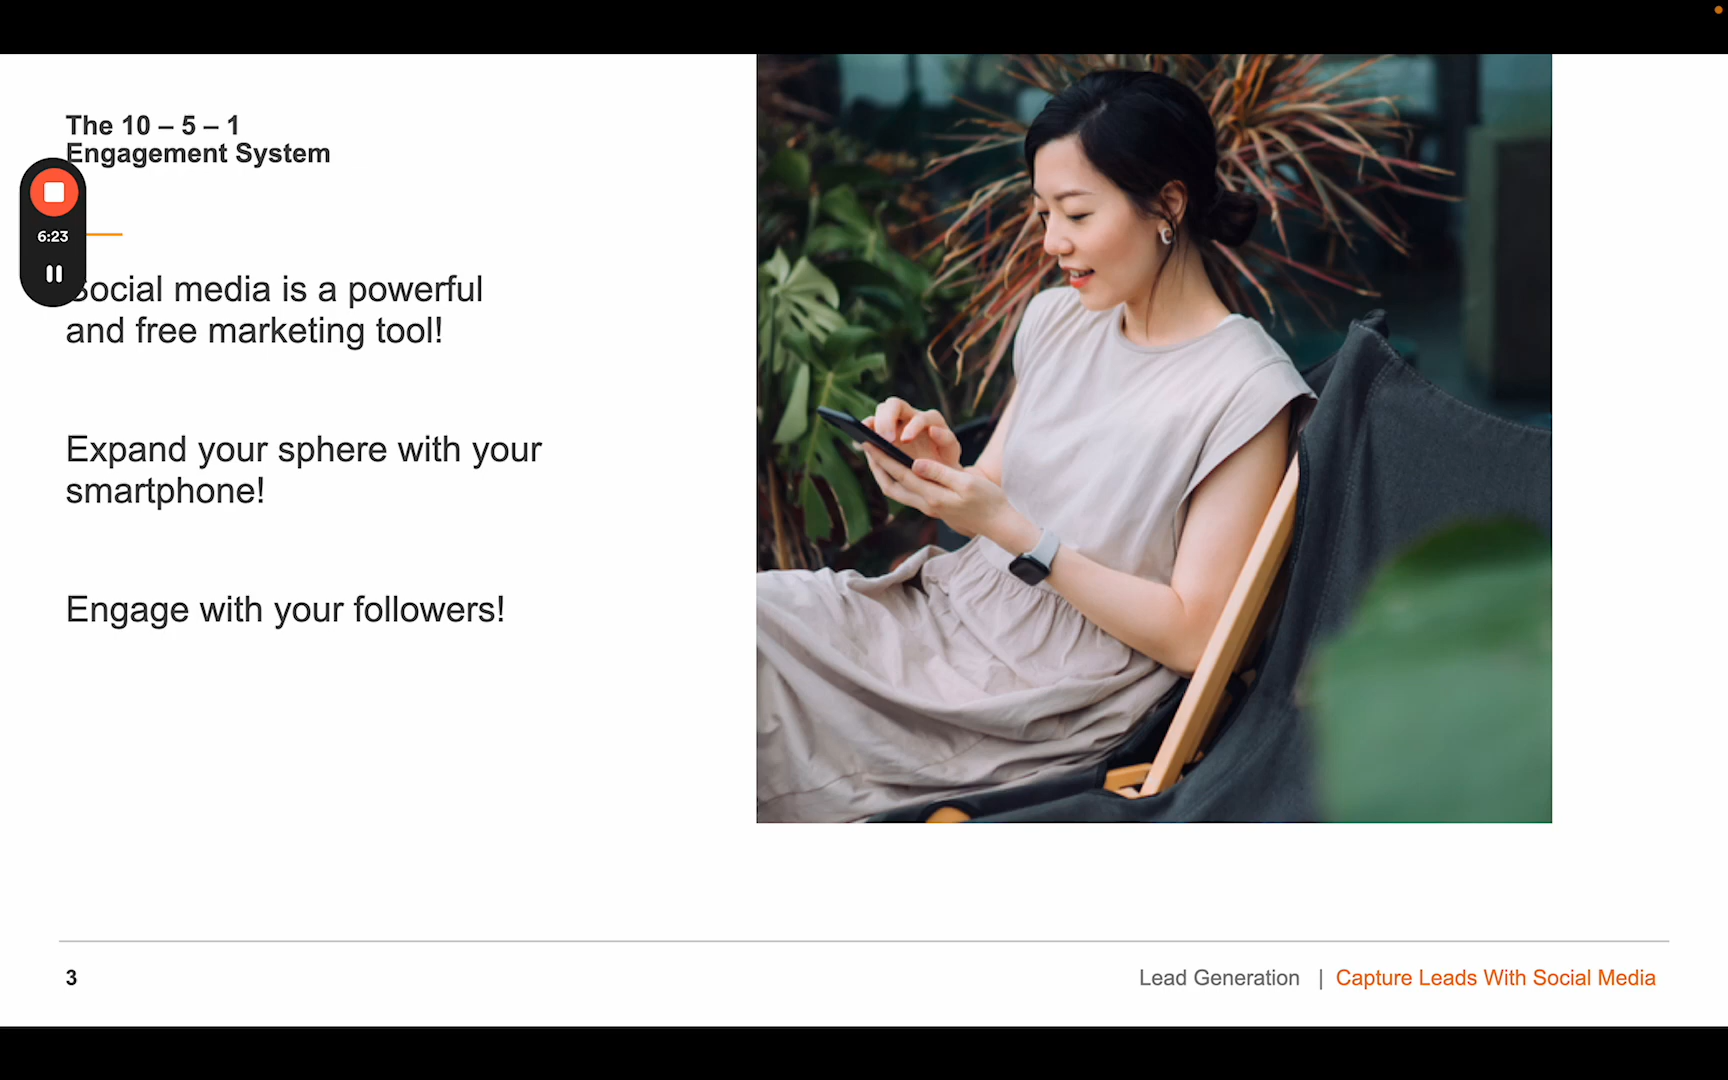 The 10 – 5 – 1
Engagement System
6:23
Social media is a powerful
and free marketing tool!
Expand your sphere with your
smartphone!
Engage with your followers!
3
Lead Generation | Capture Leads With Social Media